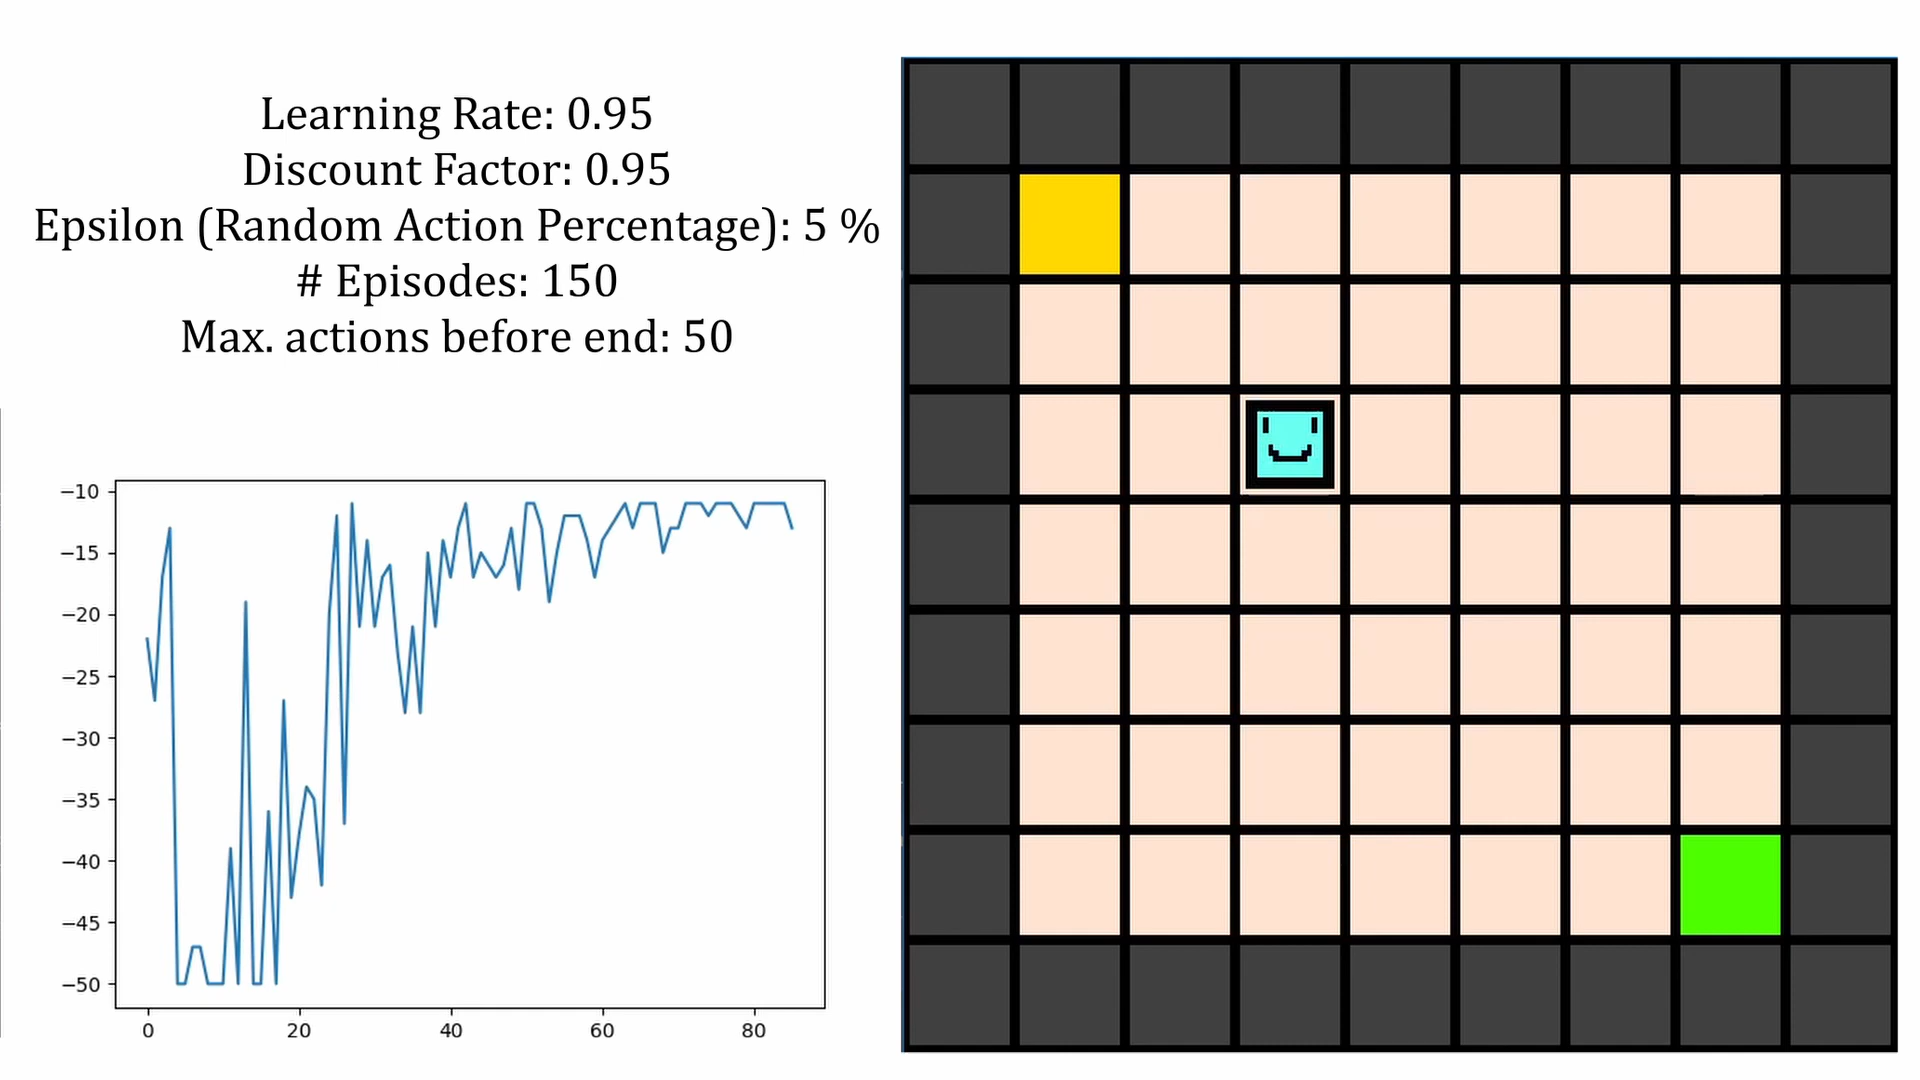 Learning Rate: 0.95
Discount Factor: 0.95
Epsilon (Random Action Percentage): 5 %
# Episodes: 150
Max. actions before end: 50
−10
−15
−20
−25
−30
−35
−40
−45
−50
0 20 40 60 80